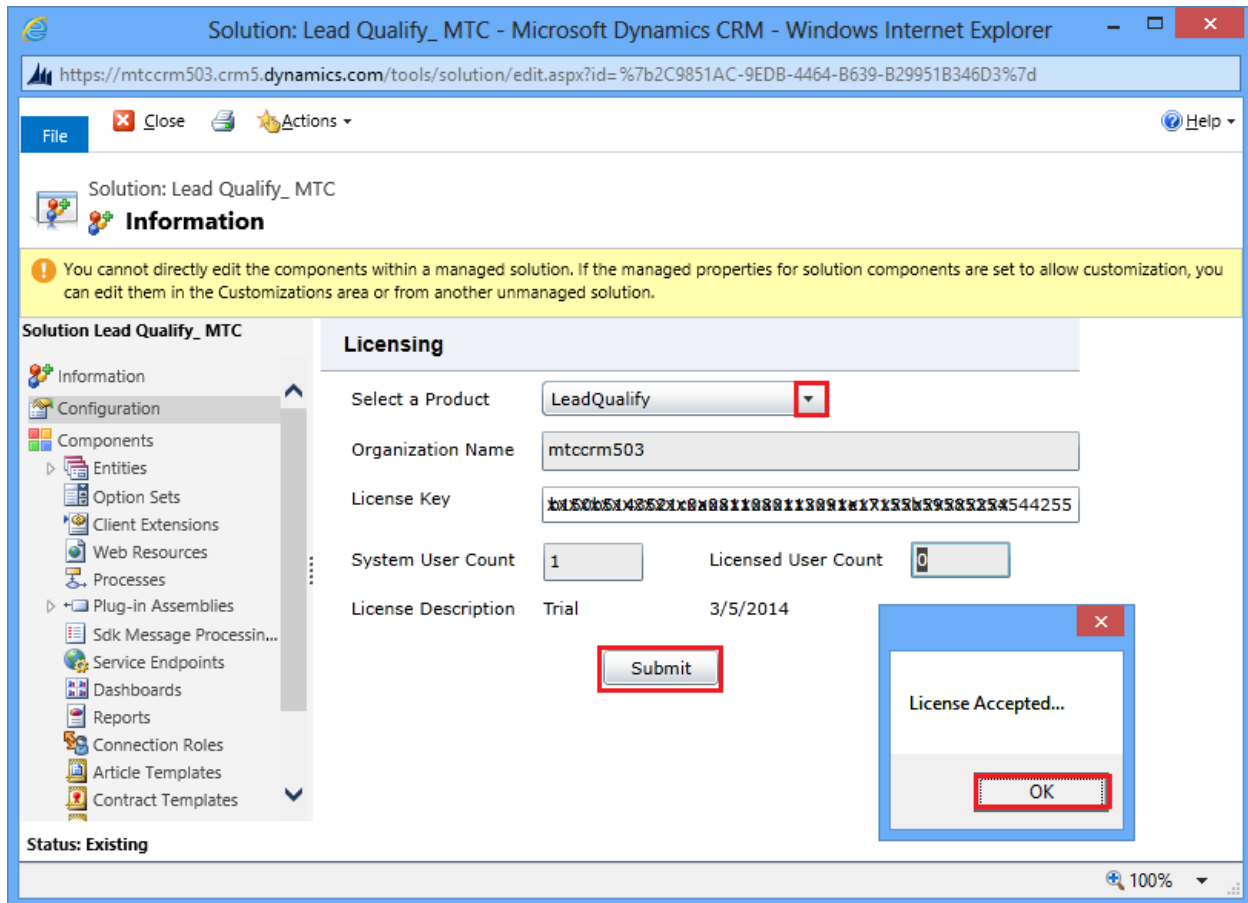 Solution: Lead Qualify_ MTC - Microsoft Dynamics CRM - Windows Internet Explorer
https://mtccrm503.crm5.dynamics.com/tools/solution/edit.aspx?id=%7b2C9851AC-9EDB-4464-B639-B29951B346D3%7d
File Close Actions Help
Solution: Lead Qualify_ MTC
Information
You cannot directly edit the components within a managed solution. If the managed properties for solution components are set to allow customization, you
can edit them in the Customizations area or from another unmanaged solution.
Solution Lead Qualify_ MTC
Information
Configuration
Components
Entities
Option Sets
Client Extensions
Web Resources
Processes
Plug-in Assemblies
Sdk Message Processin...
Service Endpoints
Dashboards
Reports
Connection Roles
Article Templates
Contract Templates
Licensing
Select a Product LeadQualify
Organization Name mtccrm503
License Key 544255
System User Count 1 Licensed User Count 0
License Description Trial 3/5/2014
Submit
License Accepted...
OK
Status: Existing
100%